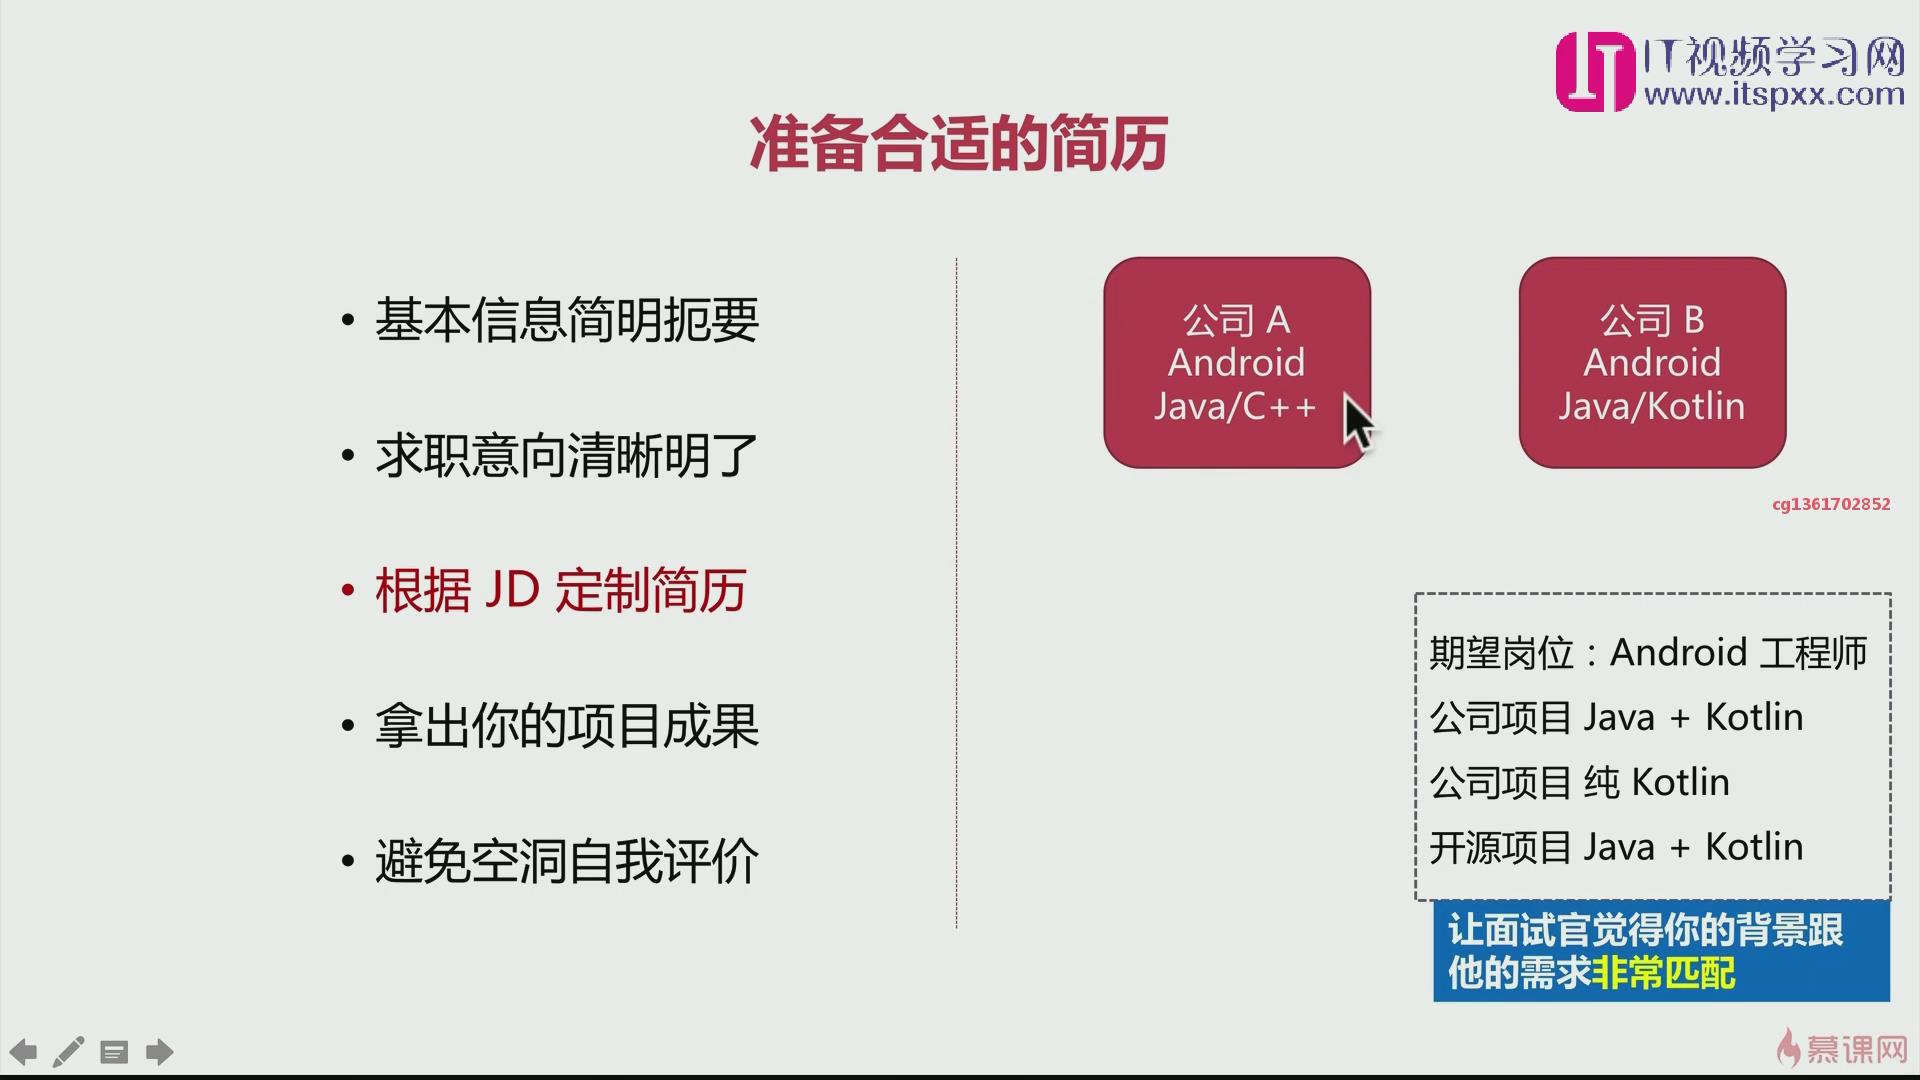 IT视频学习网
www.itspxx.com
准备合适的简历
• 基本信息简明扼要
• 求职意向清晰明了
• 根据 JD 定制简历
• 拿出你的项目成果
• 避免空洞自我评价
公司 A
Android
Java/C++
公司 B
Android
Java/Kotlin
cg1361702852
期望岗位：Android 工程师
公司项目 Java + Kotlin
公司项目 纯 Kotlin
开源项目 Java + Kotlin
让面试官觉得你的背景跟
他的需求非常匹配
慕课网